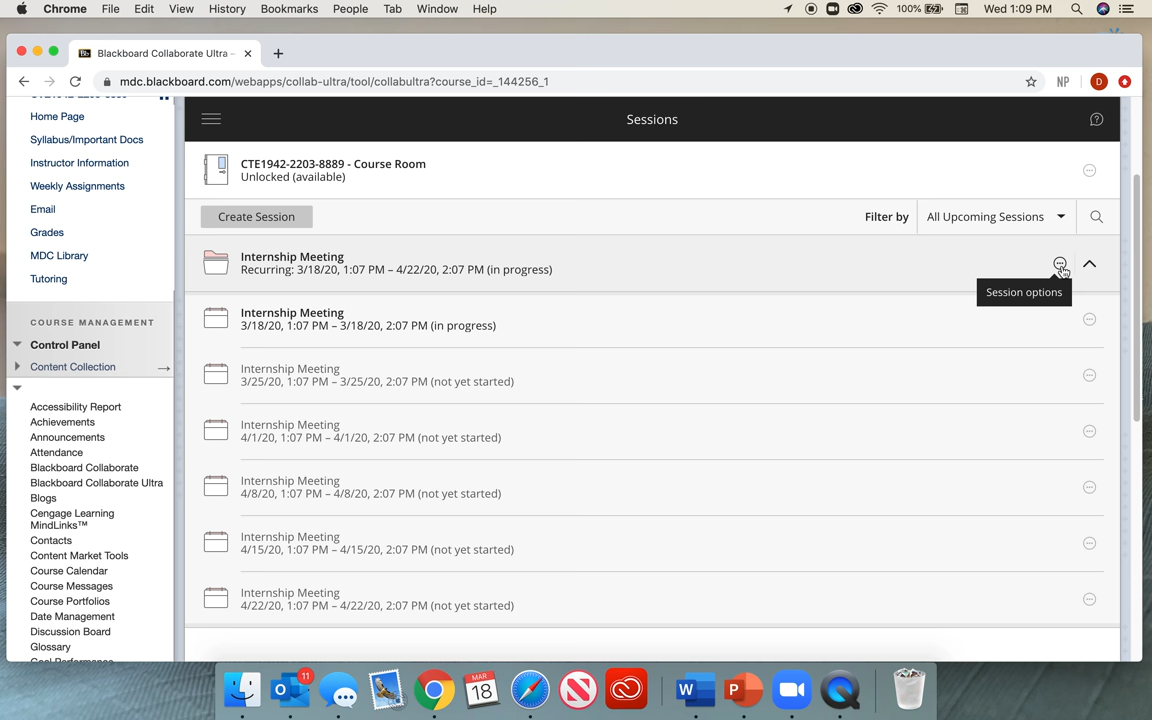 Chrome File Edit View History Bookmarks People Tab Window Help 100% Wed 1:09 PM
Bb Blackboard Collaborate Ultra -
mdc.blackboard.com/webapps/collab-ultra/tool/collabultra?course_id=_144256_1 NP D
Home Page
Syllabus/Important Docs
Instructor Information
Weekly Assignments
Email
Grades
MDC Library
Tutoring
COURSE MANAGEMENT
Control Panel
Content Collection
Accessibility Report
Achievements
Announcements
Attendance
Blackboard Collaborate
Blackboard Collaborate Ultra
Blogs
Cengage Learning
MindLinks™
Contacts
Content Market Tools
Course Calendar
Course Messages
Course Portfolios
Date Management
Discussion Board
Glossary
Sessions
CTE1942-2203-8889 - Course Room
Unlocked (available)
Create Session
Filter by All Upcoming Sessions
Internship Meeting
Recurring: 3/18/20, 1:07 PM – 4/22/20, 2:07 PM (in progress)
Session options
Internship Meeting
3/18/20, 1:07 PM – 3/18/20, 2:07 PM (in progress)
Internship Meeting
3/25/20, 1:07 PM – 3/25/20, 2:07 PM (not yet started)
Internship Meeting
4/1/20, 1:07 PM – 4/1/20, 2:07 PM (not yet started)
Internship Meeting
4/8/20, 1:07 PM – 4/8/20, 2:07 PM (not yet started)
Internship Meeting
4/15/20, 1:07 PM – 4/15/20, 2:07 PM (not yet started)
Internship Meeting
4/22/20, 1:07 PM – 4/22/20, 2:07 PM (not yet started)
11
MAR
18
W
P